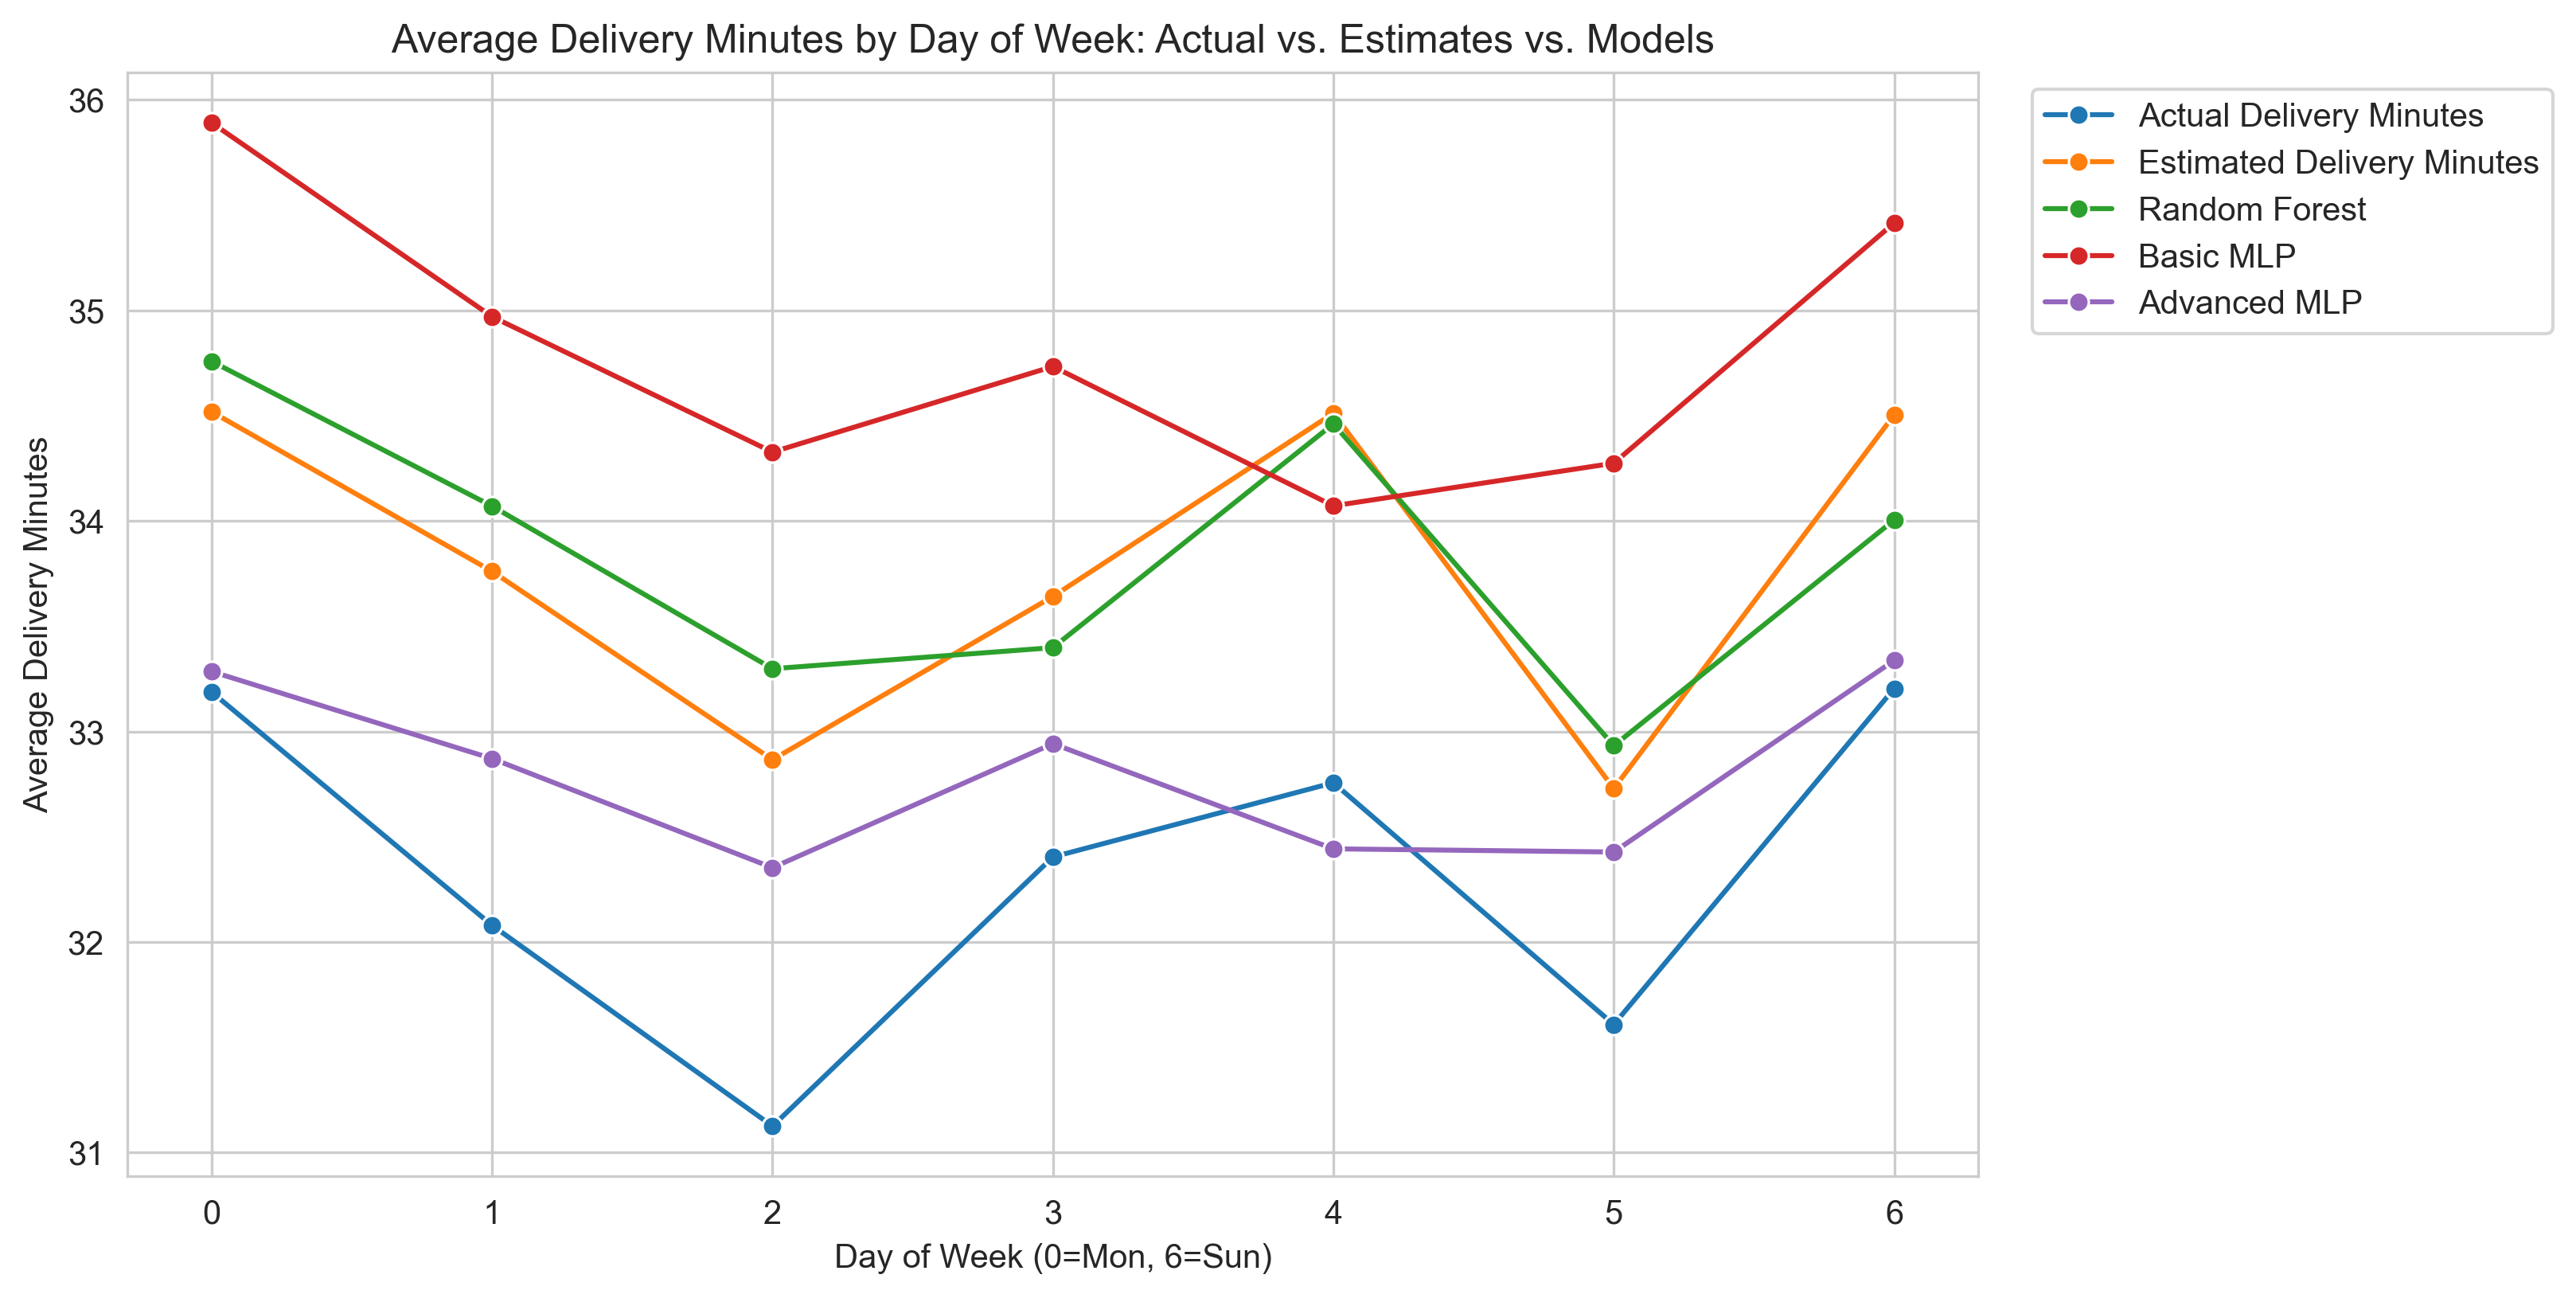 Average Delivery Minutes by Day of Week: Actual vs. Estimates vs. Models
Average Delivery Minutes
36
35
34
33
32
31
0 1 2 3 4 5 6
Day of Week (0=Mon, 6=Sun)
Actual Delivery Minutes
Estimated Delivery Minutes
Random Forest
Basic MLP
Advanced MLP